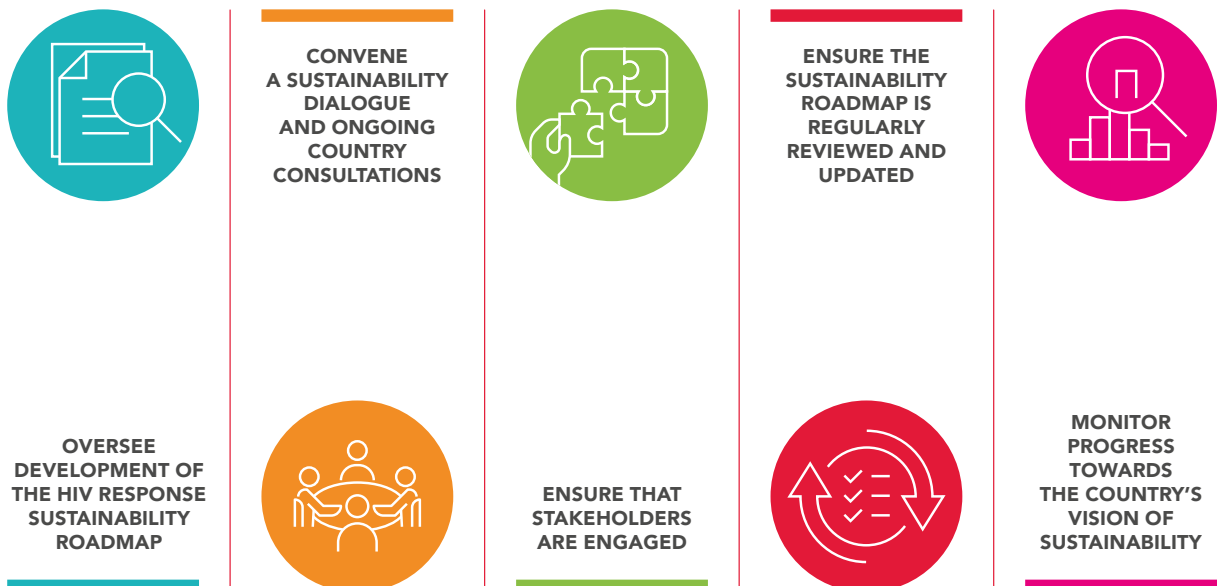 OVERSEE
DEVELOPMENT OF
THE HIV RESPONSE
SUSTAINABILITY
ROADMAP
CONVENE
A SUSTAINABILITY
DIALOGUE
AND ONGOING
COUNTRY
CONSULTATIONS
ENSURE THAT
STAKEHOLDERS
ARE ENGAGED
ENSURE THE
SUSTAINABILITY
ROADMAP IS
REGULARLY
REVIEWED AND
UPDATED
MONITOR
PROGRESS
TOWARDS
THE COUNTRY’S
VISION OF
SUSTAINABILITY